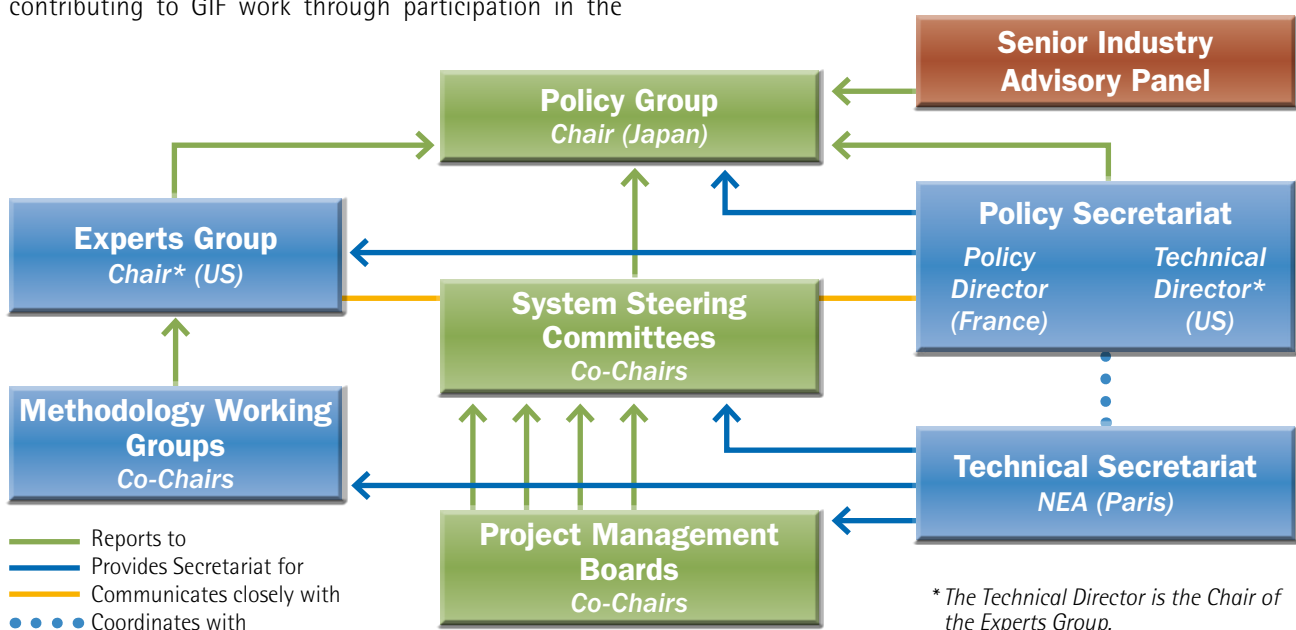 contributing to GIF work through participation in the
Senior Industry
Advisory Panel
Policy Group
Chair (Japan)
Experts Group
Chair* (US)
Policy Secretariat
Policy
Director
(France)
Technical
Director*
(US)
System Steering
Committees
Co-Chairs
Methodology Working
Groups
Co-Chairs
Technical Secretariat
NEA (Paris)
Project Management
Boards
Co-Chairs
Reports to
Provides Secretariat for
Communicates closely with
Coordinates with
* The Technical Director is the Chair of
the Experts Group.